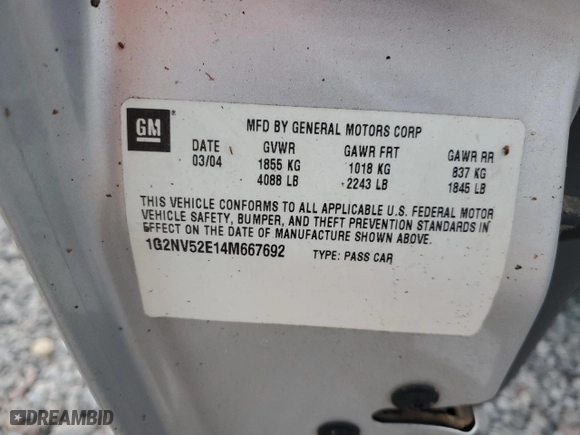 GM
MFD BY GENERAL MOTORS CORP
DATE GVWR GAWR FRT GAWR RR
03/04 1855 KG 1018 KG 837 KG
4088 LB 2243 LB 1845 LB
THIS VEHICLE CONFORMS TO ALL APPLICABLE U.S. FEDERAL MOTOR
VEHICLE SAFETY, BUMPER, AND THEFT PREVENTION STANDARDS IN
EFFECT ON THE DATE OF MANUFACTURE SHOWN ABOVE.
1G2NV52E14M667692 TYPE: PASS CAR
DREAMBID